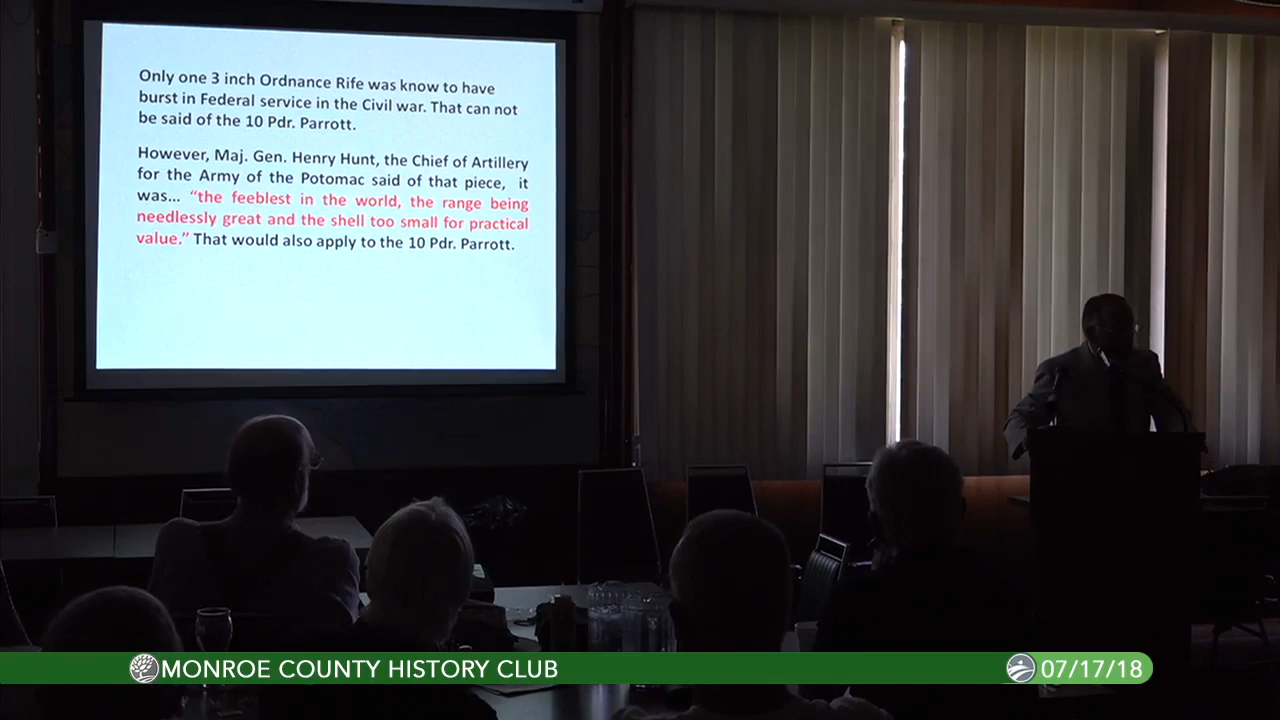 Only one 3 inch Ordnance Rife was know to have
burst in Federal service in the Civil war. That can not
be said of the 10 Pdr. Parrott.
However, Maj. Gen. Henry Hunt, the Chief of Artillery
for the Army of the Potomac said of that piece, it
was... “the feeblest in the world, the range being
needlessly great and the shell too small for practical
value.” That would also apply to the 10 Pdr. Parrott.
MONROE COUNTY HISTORY CLUB
07/17/18